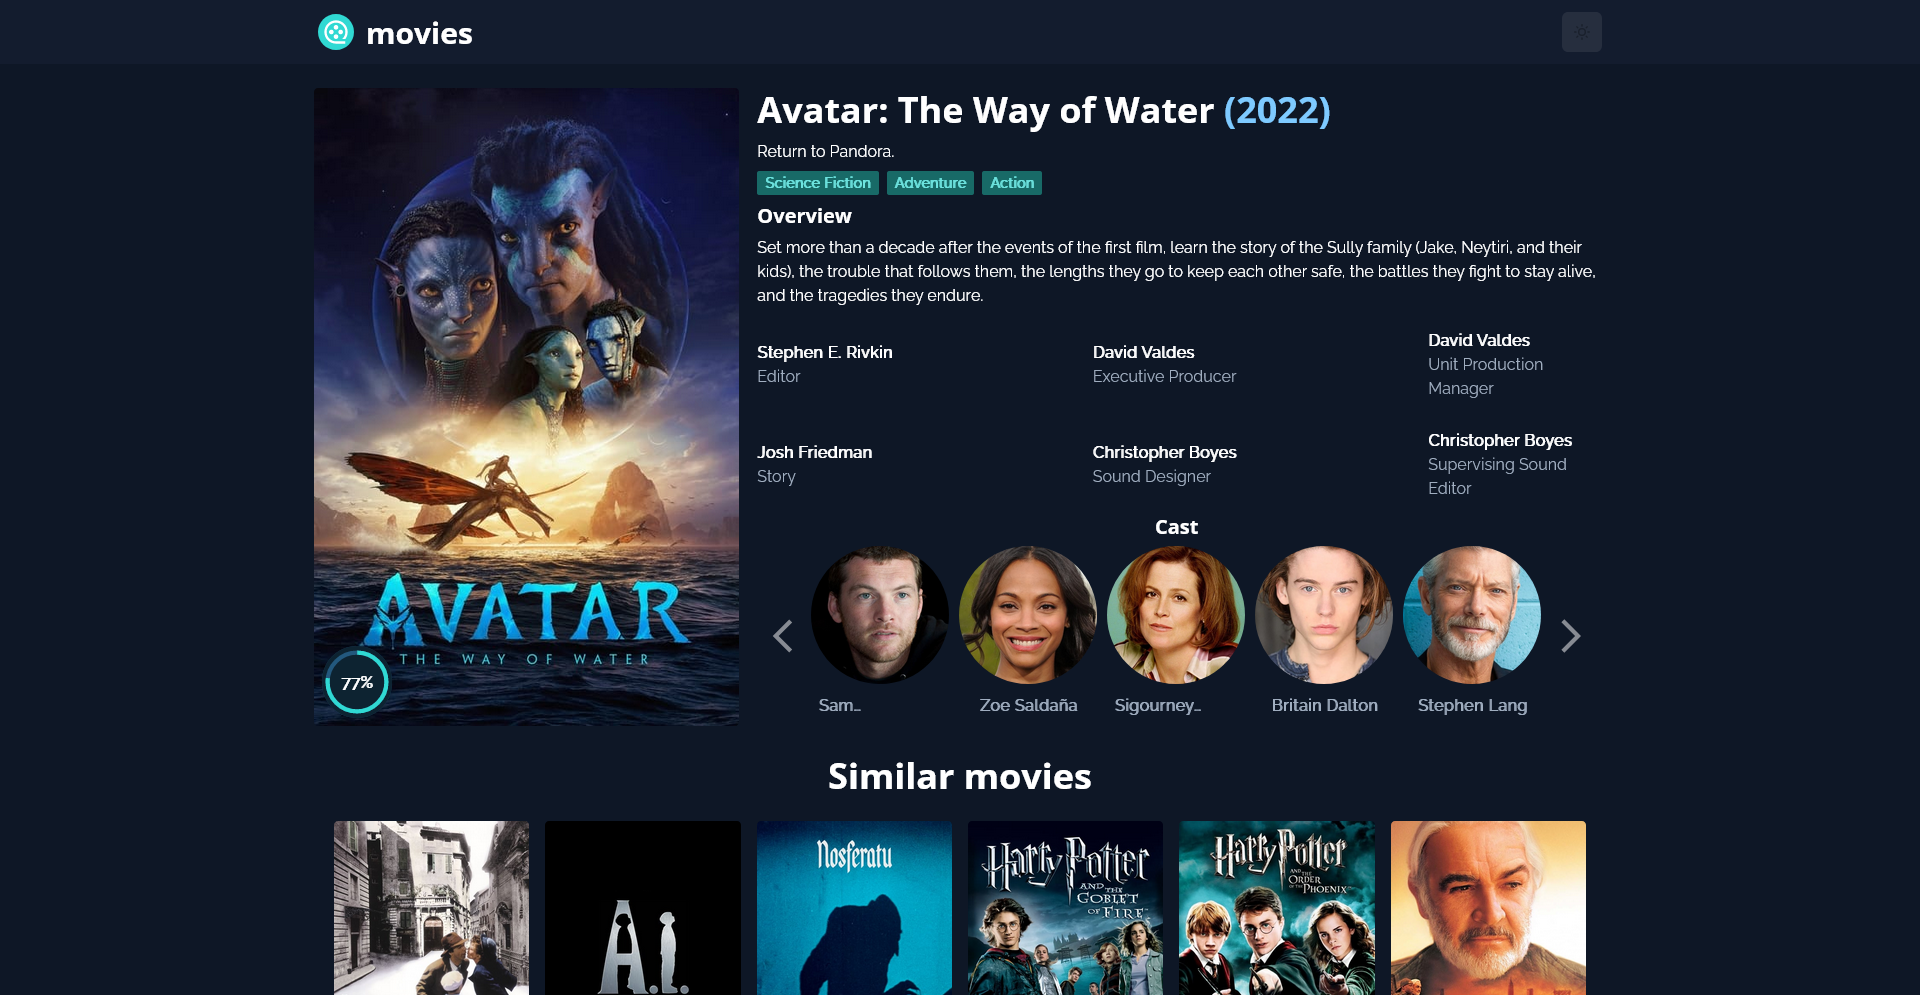 movies
Avatar: The Way of Water (2022)
Return to Pandora.
Science Fiction
Adventure
Action
Overview
Set more than a decade after the events of the first film, learn the story of the Sully family (Jake, Neytiri, and their
kids), the trouble that follows them, the lengths they go to keep each other safe, the battles they fight to stay alive,
and the tragedies they endure.
Stephen E. Rivkin
Editor
David Valdes
Executive Producer
David Valdes
Unit Production
Manager
Josh Friedman
Story
Christopher Boyes
Sound Designer
Christopher Boyes
Supervising Sound
Editor
AVATAR
THE WAY OF WATER
77%
Cast
Sam...
Zoe Saldaña
Sigourney...
Britain Dalton
Stephen Lang
Similar movies
A.I.
Nosferatu
Harry Potter
AND THE
GOBLET
OF FIRE
Harry Potter
AND THE
ORDER
OF THE PHOENIX